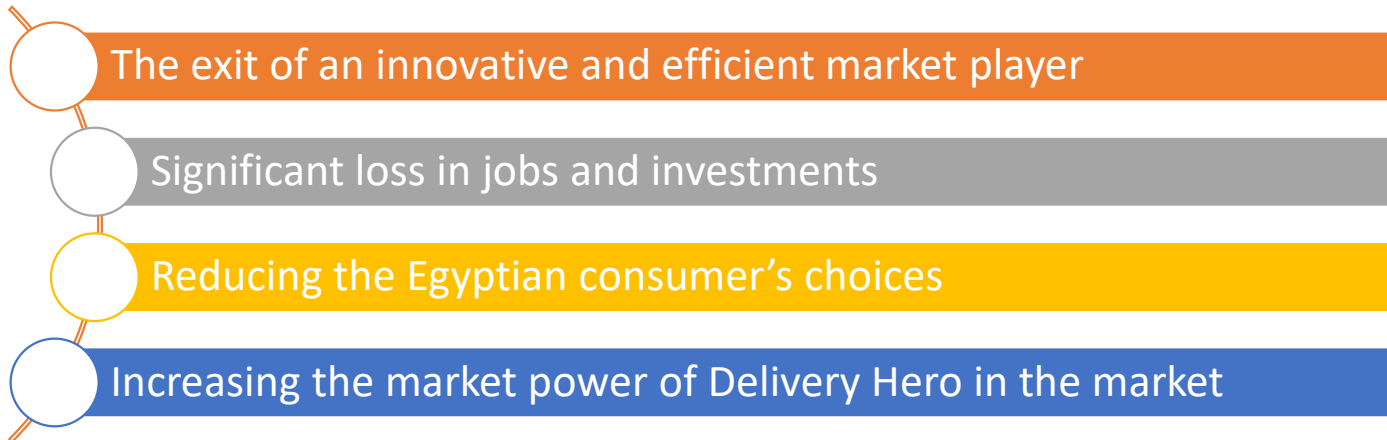 The exit of an innovative and efficient market player
Significant loss in jobs and investments
Reducing the Egyptian consumer’s choices
Increasing the market power of Delivery Hero in the market